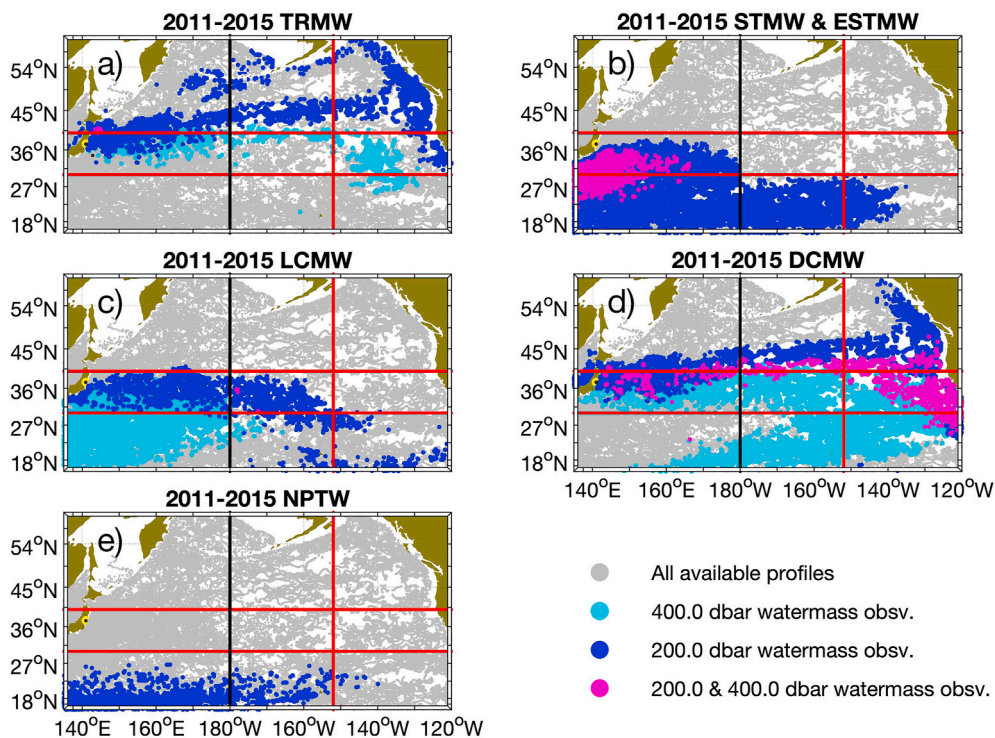 2011-2015 TRMW
a)
54°N
45°N
36°N
27°N
18°N
2011-2015 STMW & ESTMW
b)
54°N
45°N
36°N
27°N
18°N
2011-2015 LCMW
c)
54°N
45°N
36°N
27°N
18°N
2011-2015 DCMW
d)
54°N
45°N
36°N
27°N
18°N
140°E 160°E 180°W 160°W 140°W 120°W
2011-2015 NPTW
e)
54°N
45°N
36°N
27°N
18°N
140°E 160°E 180°W 160°W 140°W 120°W
All available profiles
400.0 dbar watermass obsv.
200.0 dbar watermass obsv.
200.0 & 400.0 dbar watermass obsv.